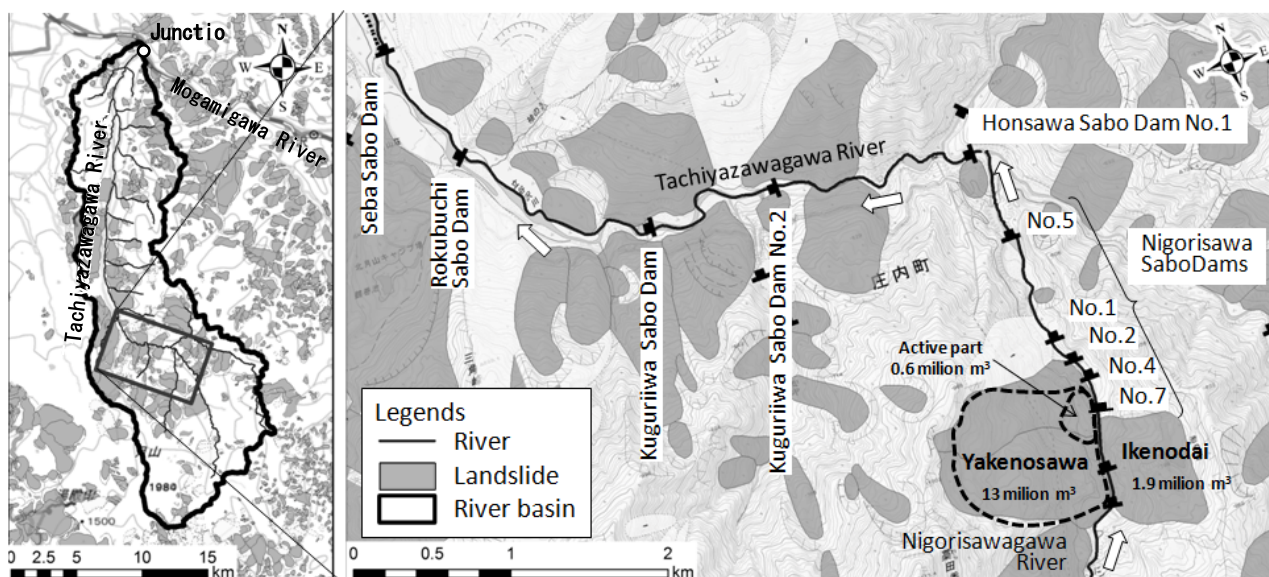 Junctio
N
W
E
S
Mogamigawa River
Tachiyazawagawa River
山
1980
1500
0 2.5 5 10 15
km
N
W
E
S
Seba Sabo Dam
Rokubuchi
Sabo Dam
Kuguriiwa Sabo Dam
Kuguriiwa Sabo Dam No.2
Tachiyazawagawa River
Honsawa Sabo Dam No.1
No.5
Nigorisawa
SaboDams
庄内町
No.1
No.2
No.4
No.7
Active part
0.6 milion m³
Yakenosawa
13 milion m³
Ikenodai
1.9 milion m³
Nigorisawagawa
River
Legends
River
Landslide
River basin
0 0.5 1 2
km